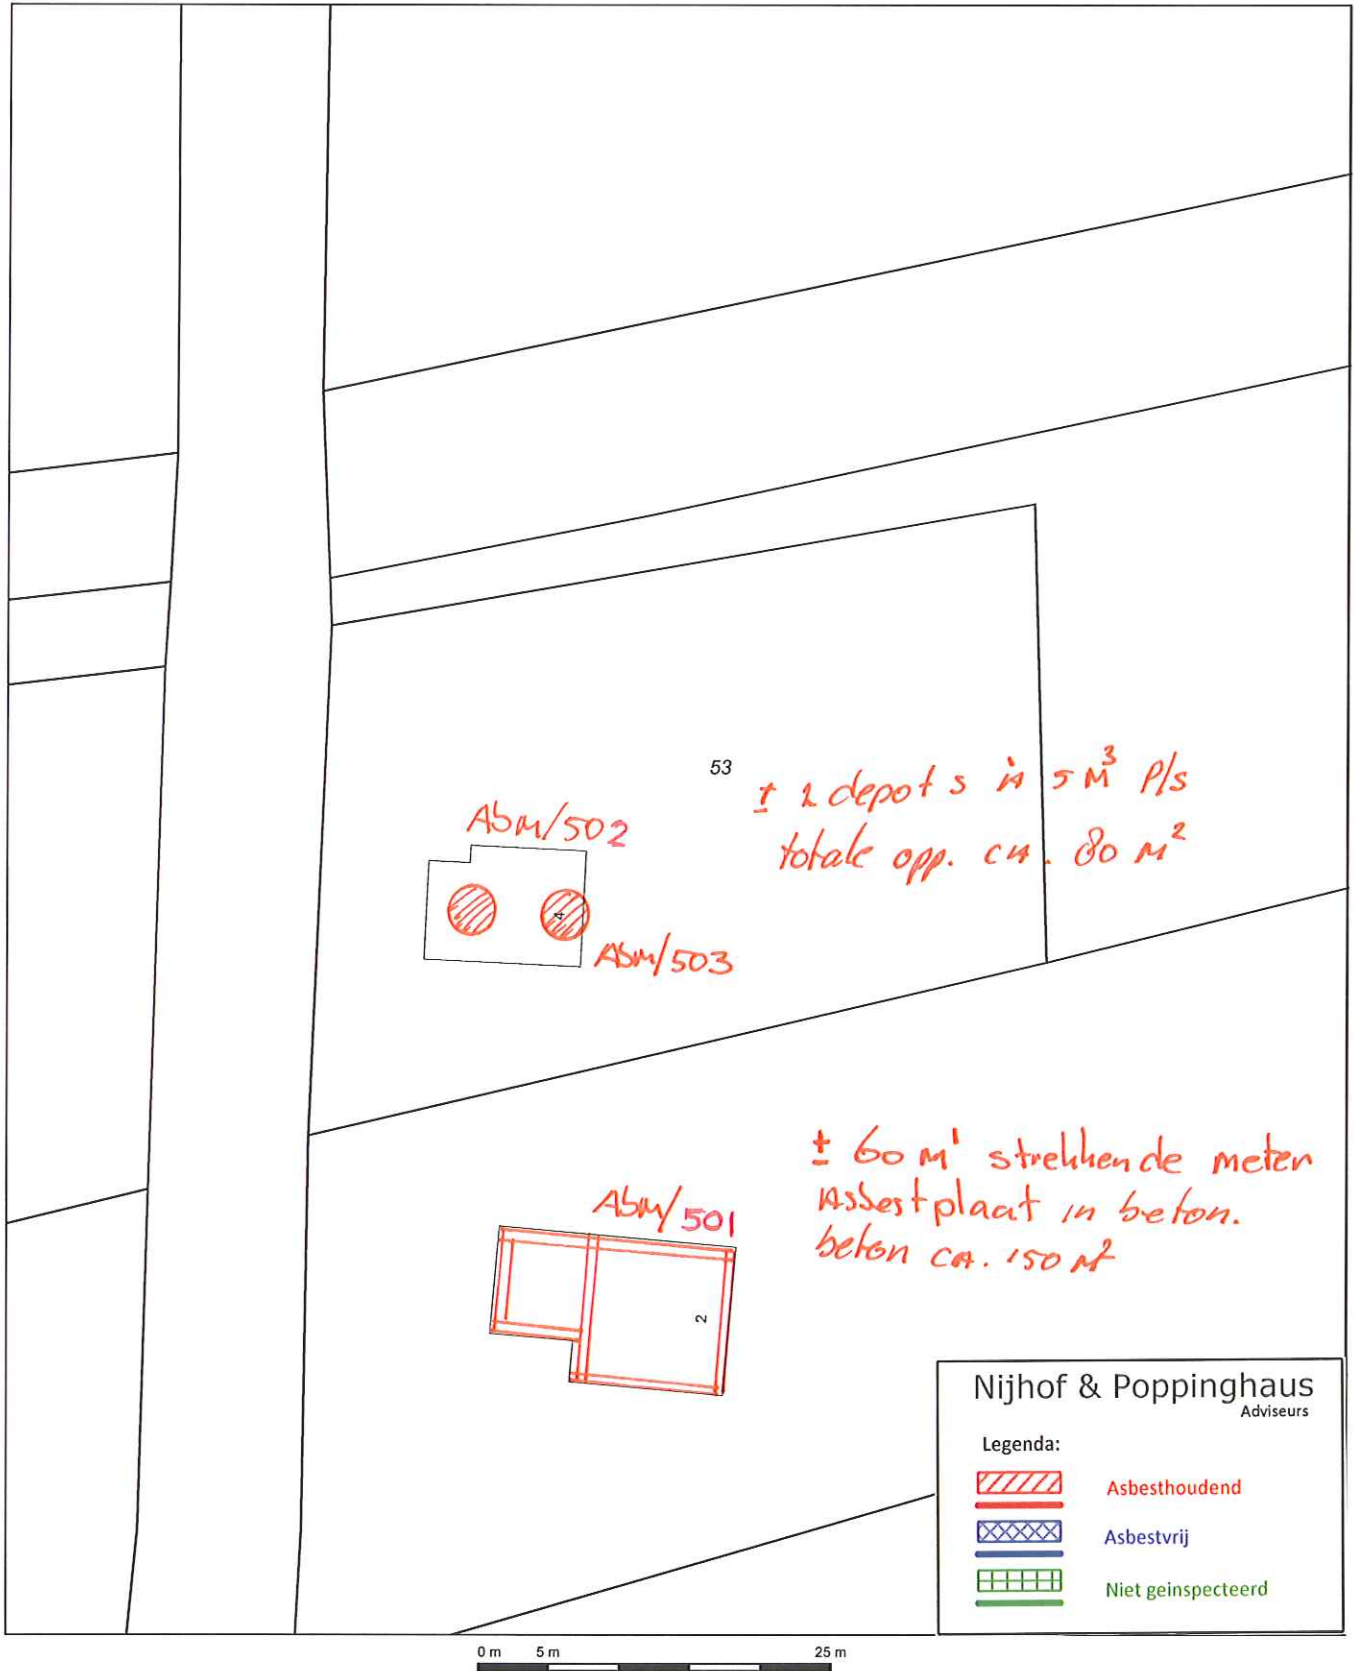 53
± 2 depots à 5 M³ P/s
totale opp. ca. 80 M²
ASM/502
4
ASM/503
± 60 M' strekkende meter
Asbestplaat in beton.
beton ca. 150 M²
ASM/501
2
Nijhof & Poppinghaus
Adviseurs
Legenda:
Asbesthoudend
Asbestvrij
Niet geinspecteerd
0 m 5 m 25 m